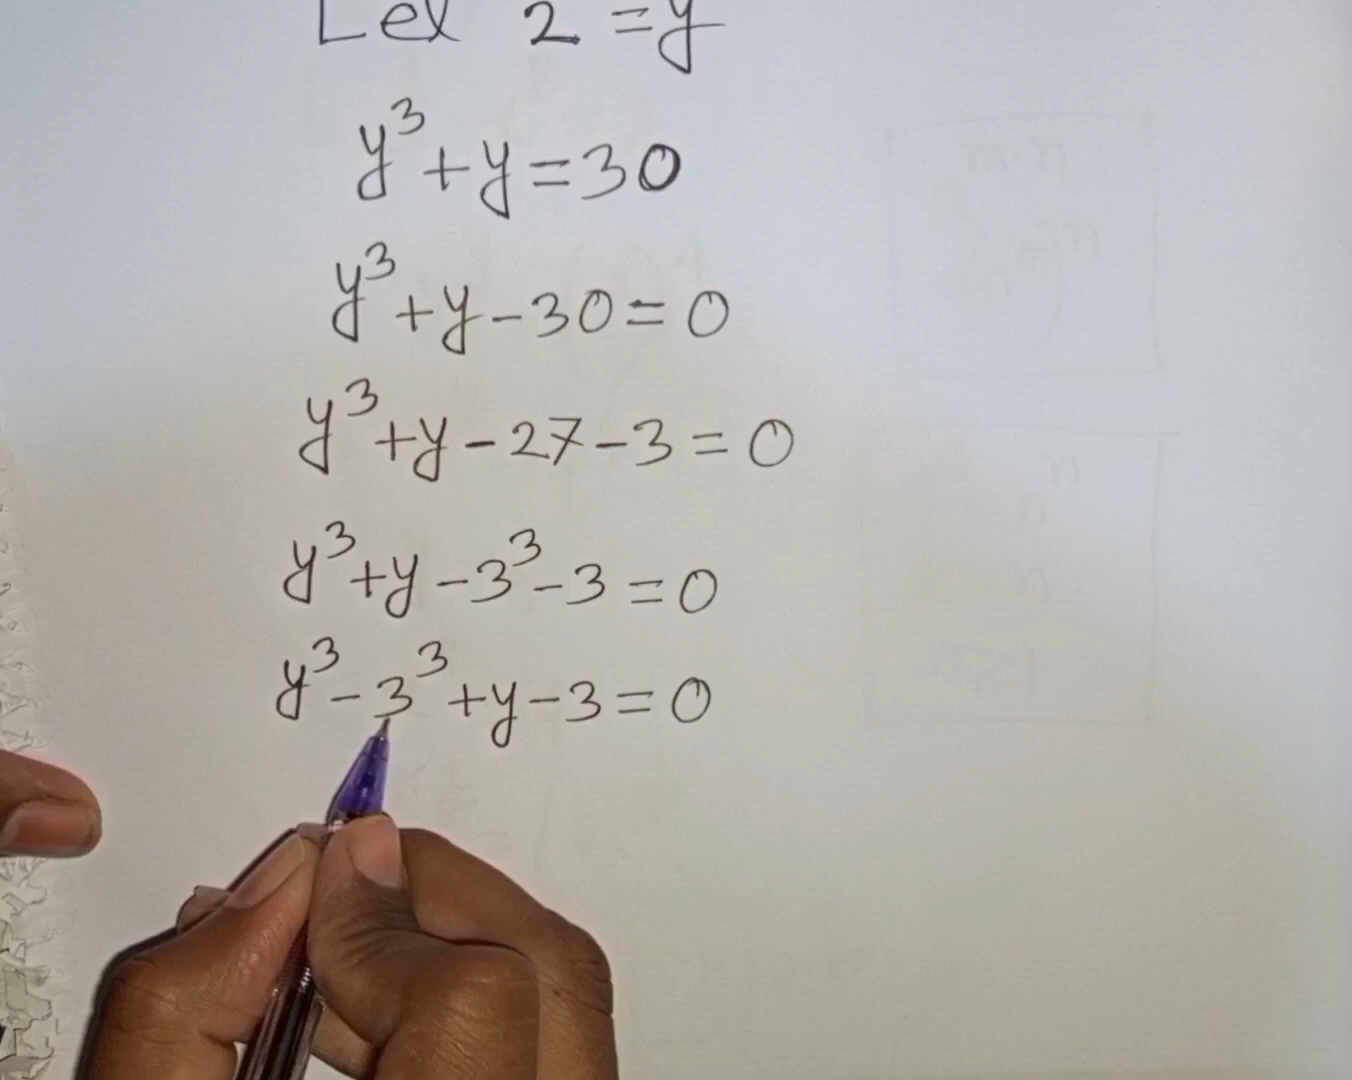 Let 2 = y
y³ + y = 30
y³ + y - 30 = 0
y³ + y - 27 - 3 = 0
y³ + y - 3³ - 3 = 0
y³ - 3³ + y - 3 = 0